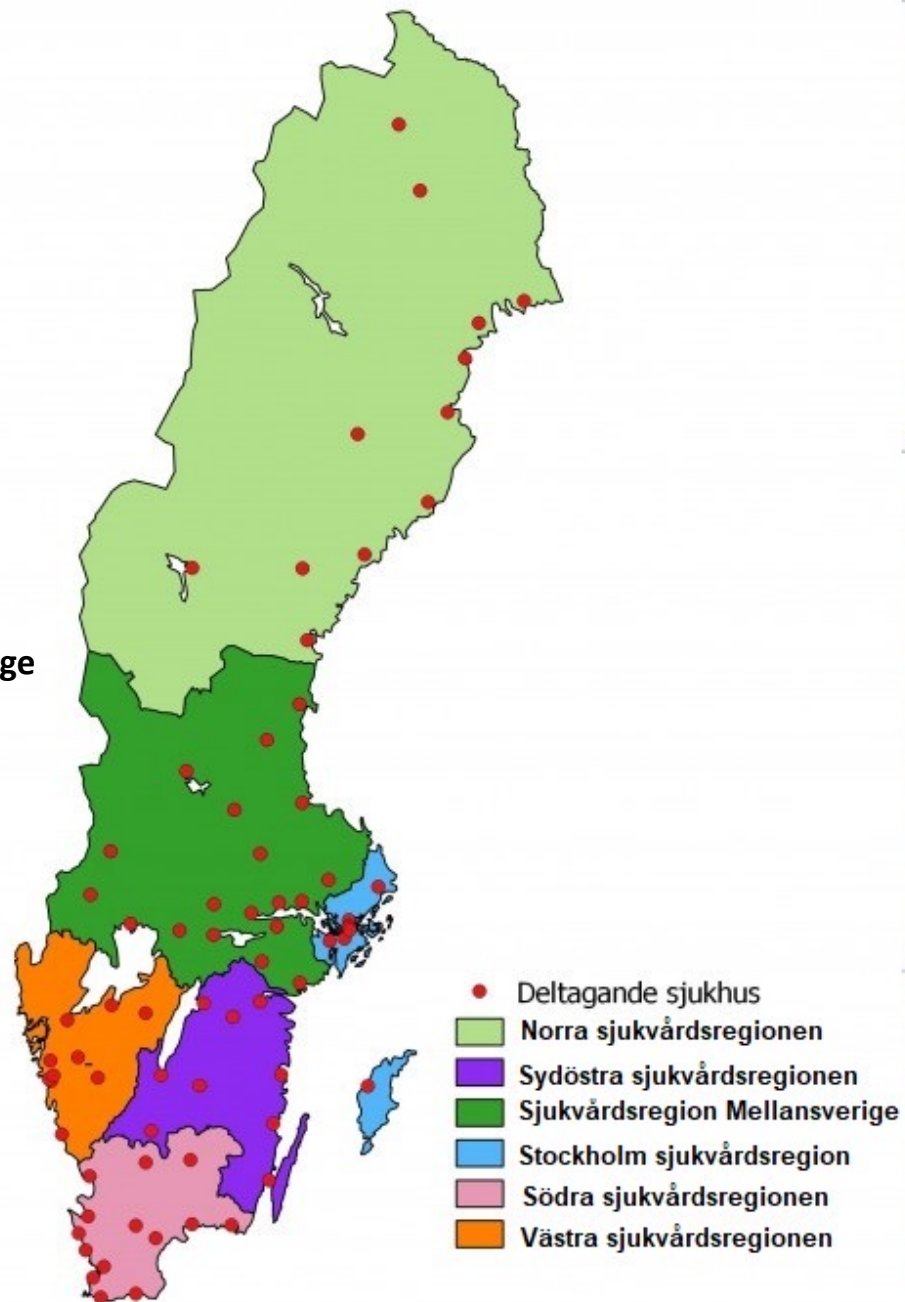 ge
Deltagande sjukhus
Norra sjukvårdsregionen
Sydöstra sjukvårdsregionen
Sjukvårdsregion Mellansverige
Stockholm sjukvårdsregion
Södra sjukvårdsregionen
Västra sjukvårdsregionen